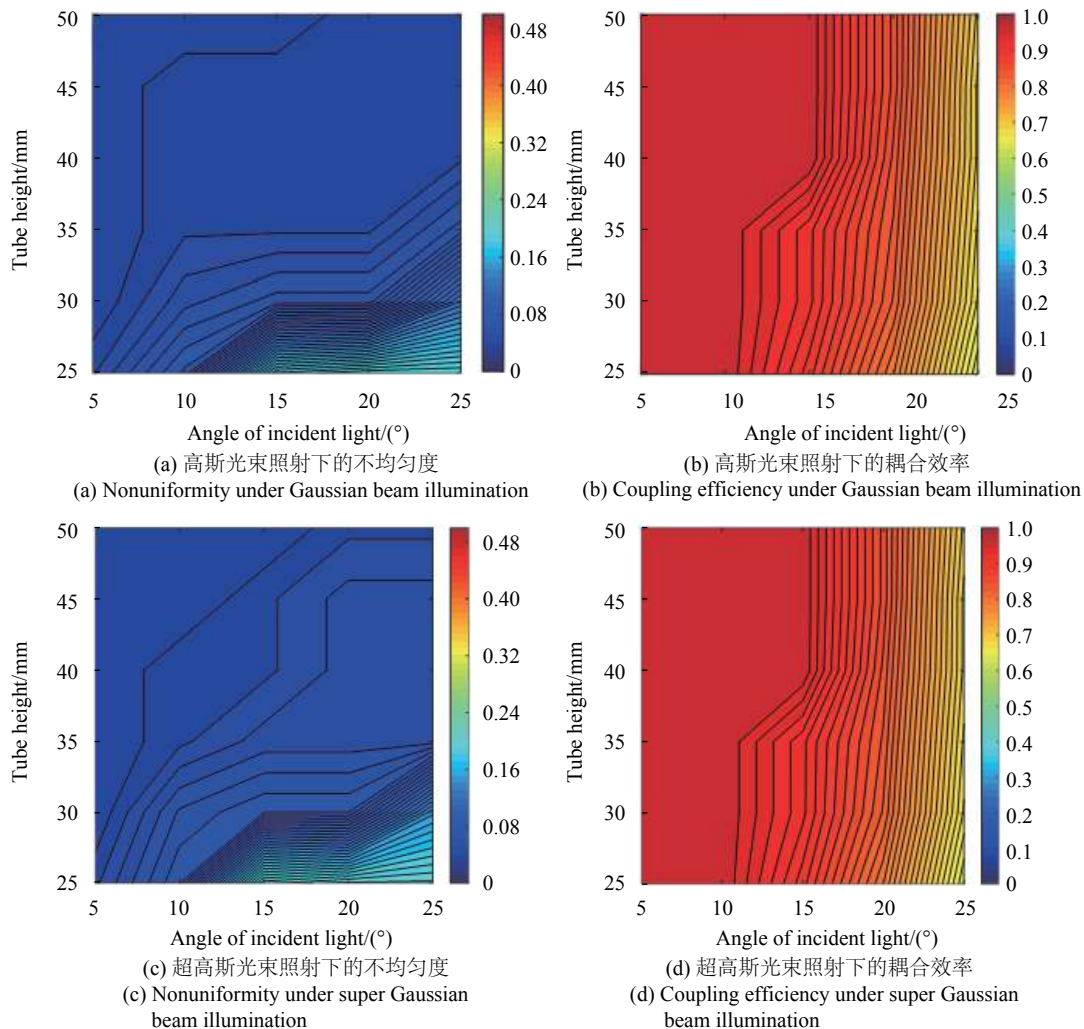 50
45
40
35
30
25
Tube height/mm
5 10 15 20 25
Angle of incident light/(°)
0.48
0.40
0.32
0.24
0.16
0.08
0
(a) 高斯光束照射下的不均匀度
(a) Nonuniformity under Gaussian beam illumination
50
45
40
35
30
25
Tube height/mm
5 10 15 20 25
Angle of incident light/(°)
1.0
0.9
0.8
0.7
0.6
0.5
0.4
0.3
0.2
0.1
0
(b) 高斯光束照射下的耦合效率
(b) Coupling efficiency under Gaussian beam illumination
50
45
40
35
30
25
Tube height/mm
5 10 15 20 25
Angle of incident light/(°)
0.48
0.40
0.32
0.24
0.16
0.08
0
(c) 超高斯光束照射下的不均匀度
(c) Nonuniformity under super Gaussian
beam illumination
50
45
40
35
30
25
Tube height/mm
5 10 15 20 25
Angle of incident light/(°)
1.0
0.9
0.8
0.7
0.6
0.5
0.4
0.3
0.2
0.1
0
(d) 超高斯光束照射下的耦合效率
(d) Coupling efficiency under super Gaussian
beam illumination